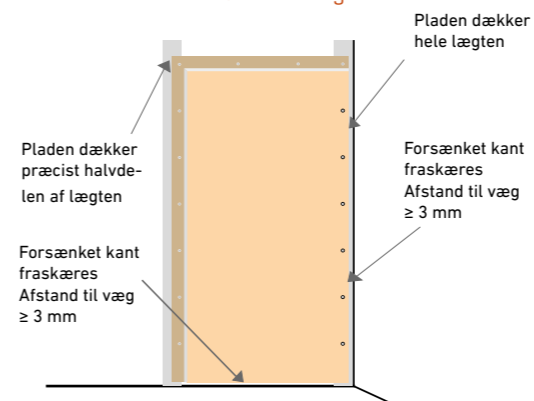 Pladen dækker
hele lægten
Pladen dækker
præcist halvde-
len af lægten
Forsænket kant
fraskæres
Afstand til væg
≥ 3 mm
Forsænket kant
fraskæres
Afstand til væg
≥ 3 mm